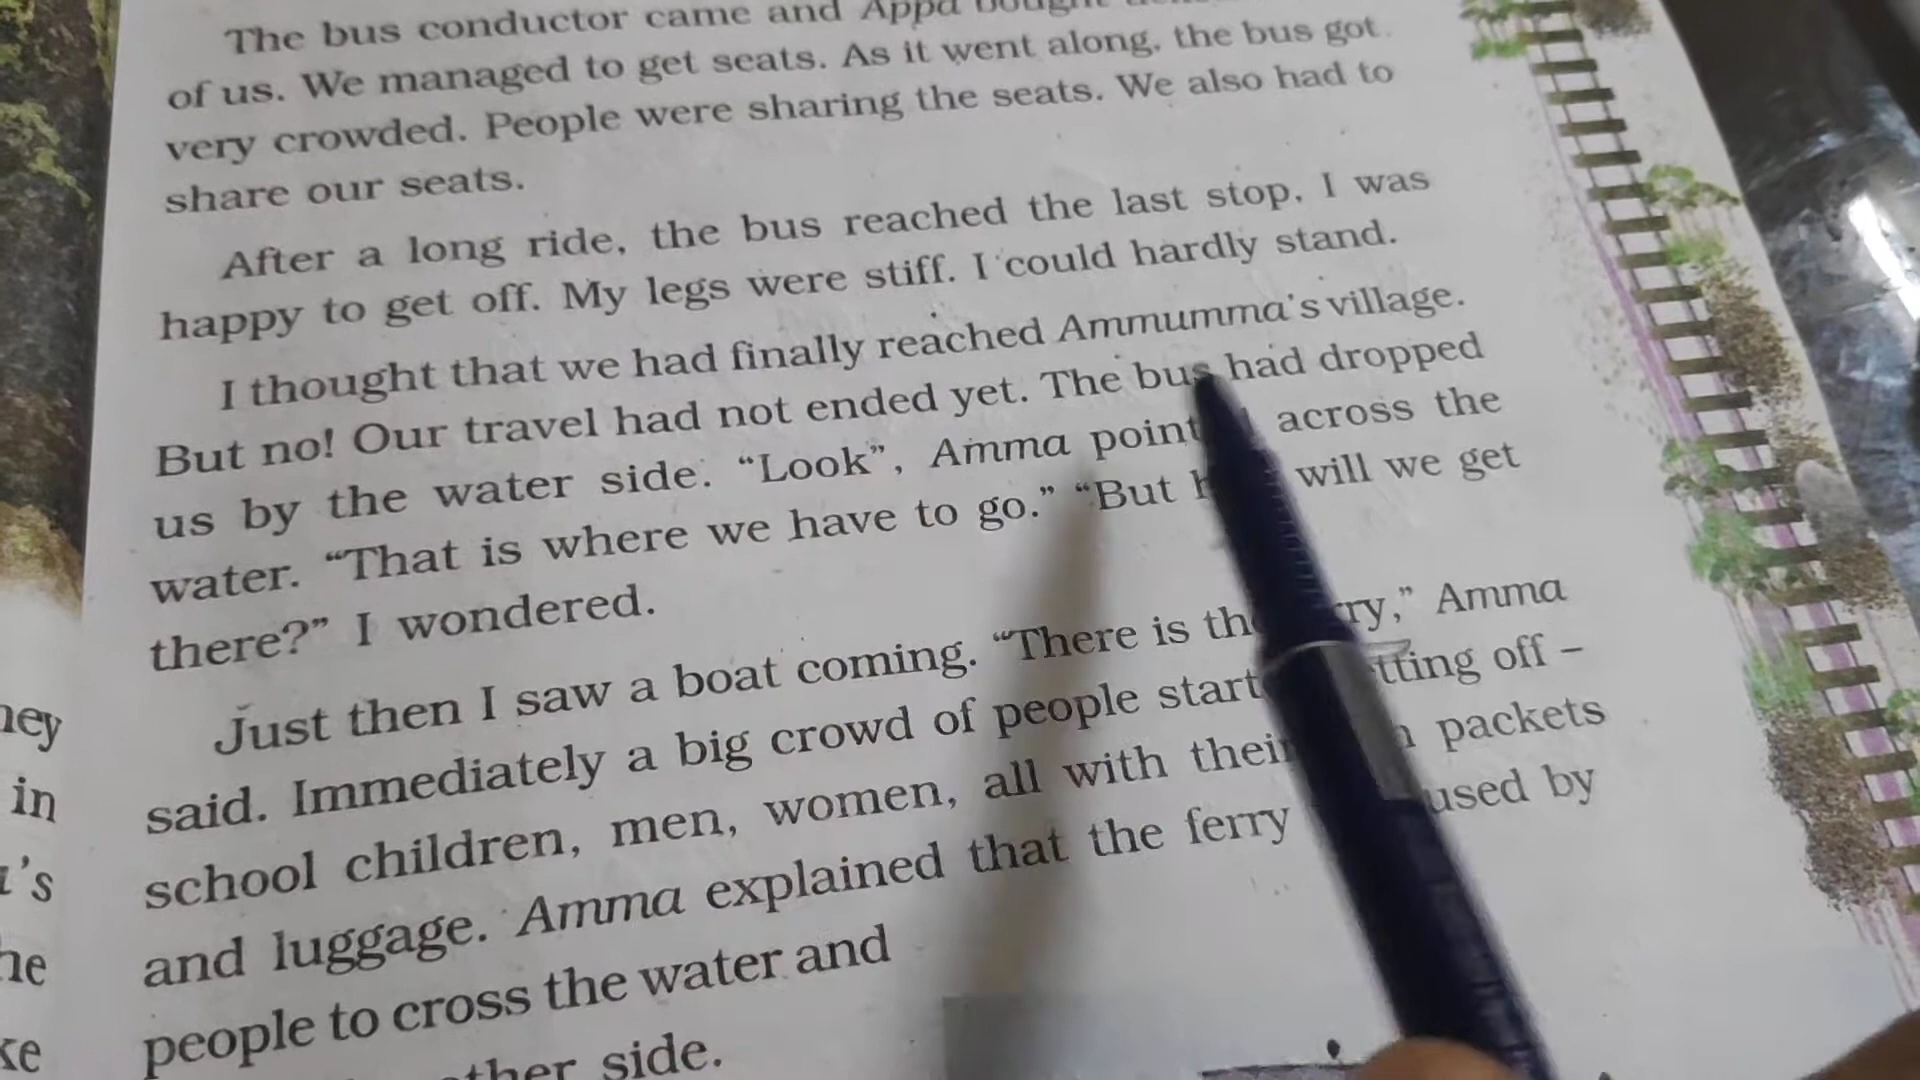 The bus conductor came and Appa bought
of us. We managed to get seats. As it went along, the bus got
very crowded. People were sharing the seats. We also had to
share our seats.
After a long ride, the bus reached the last stop, I was
happy to get off. My legs were stiff. I could hardly stand.
I thought that we had finally reached Ammumma's village.
But no! Our travel had not ended yet. The bus had dropped
us by the water side. “Look”, Amma across the
water. “That is where we have to go.” “But will we get
there?” I wondered.
Just then I saw a boat coming. “There is Amma
said. Immediately a big crowd of people off –
school children, men, women, all with packets
and luggage. Amma explained that the ferry used by
people to cross the water and
side.
hey
in
's
he
ke